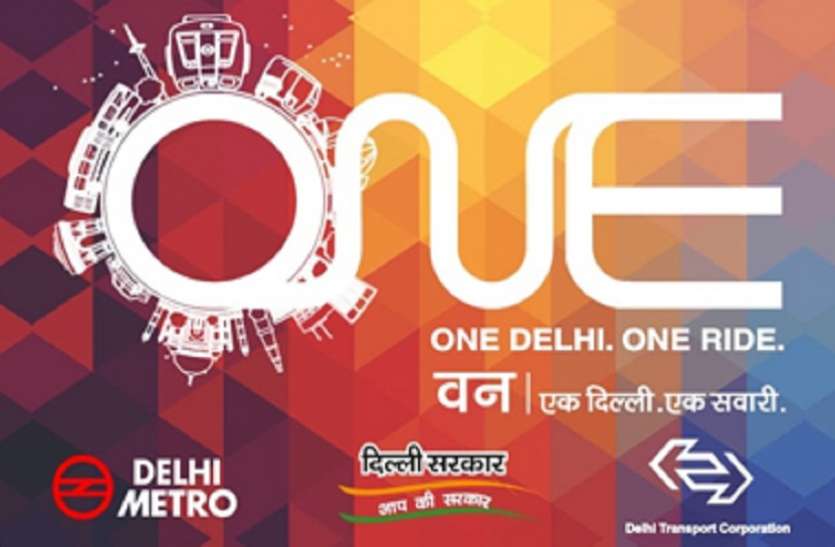 ONE
ONE DELHI. ONE RIDE.
वन | एक दिल्ली.एक सवारी.
DELHI
METRO
दिल्ली सरकार
आप की सरकार
Delhi Transport Corporation